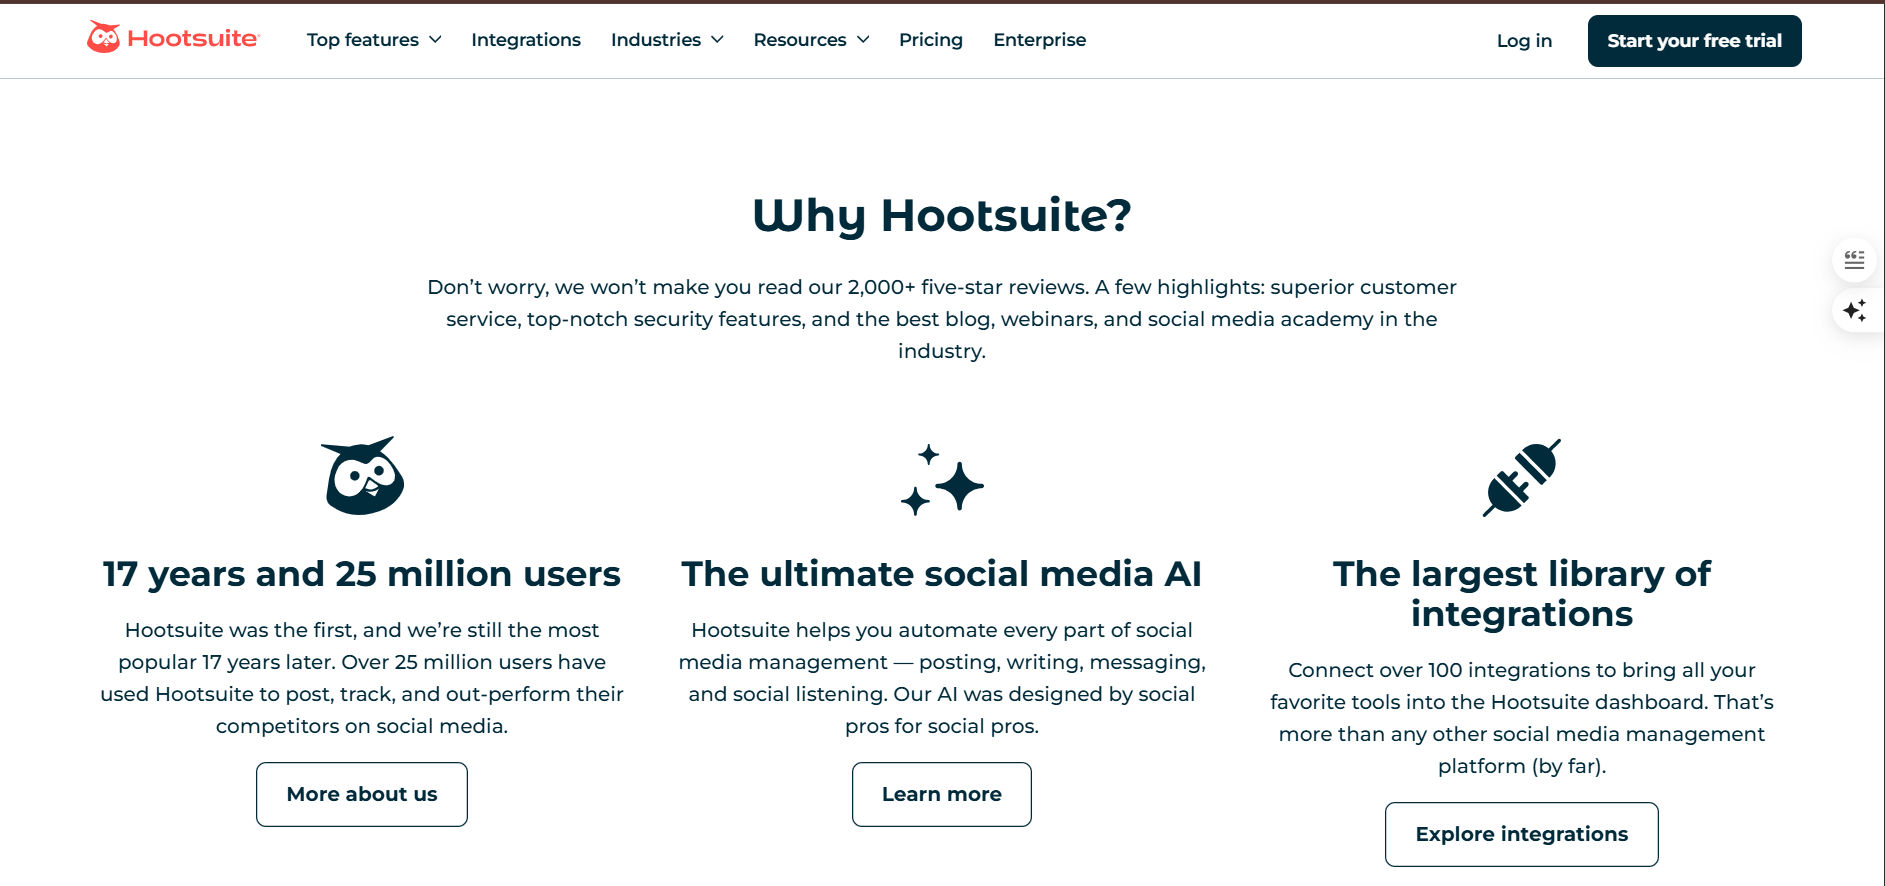 Hootsuite
Top features
Integrations
Industries
Resources
Pricing
Enterprise
Log in
Start your free trial
Why Hootsuite?
Don’t worry, we won’t make you read our 2,000+ five-star reviews. A few highlights: superior customer
service, top-notch security features, and the best blog, webinars, and social media academy in the
industry.
17 years and 25 million users
Hootsuite was the first, and we’re still the most
popular 17 years later. Over 25 million users have
used Hootsuite to post, track, and out-perform their
competitors on social media.
More about us
The ultimate social media AI
Hootsuite helps you automate every part of social
media management — posting, writing, messaging,
and social listening. Our AI was designed by social
pros for social pros.
Learn more
The largest library of
integrations
Connect over 100 integrations to bring all your
favorite tools into the Hootsuite dashboard. That’s
more than any other social media management
platform (by far).
Explore integrations